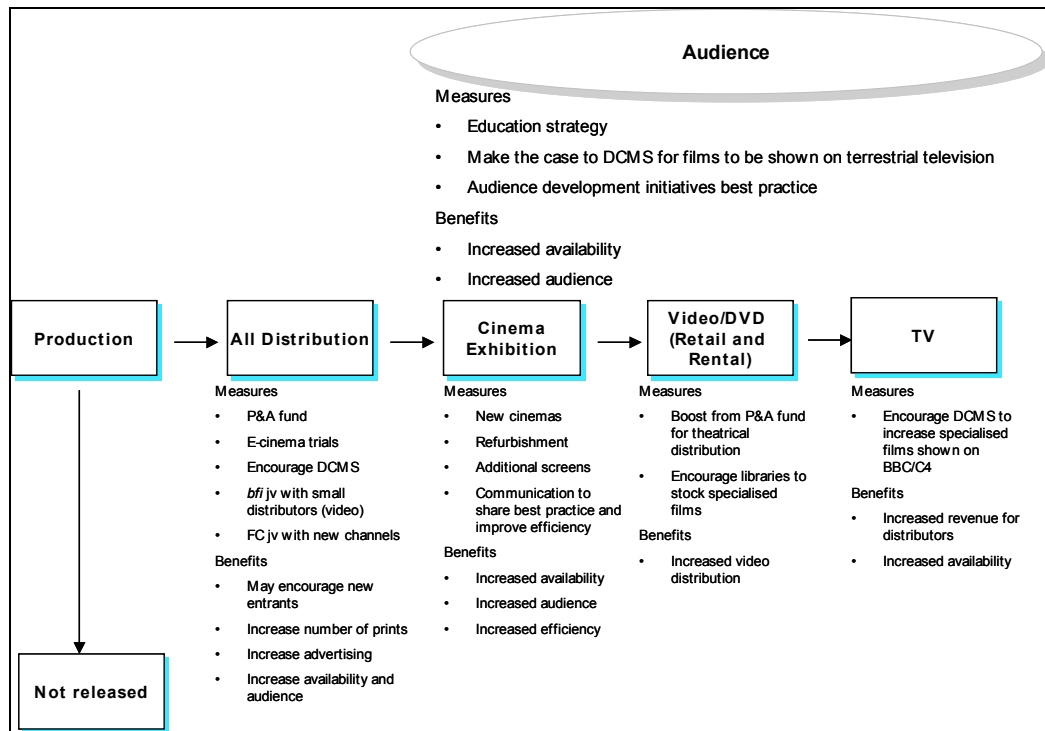 Audience
Measures
• Education strategy
• Make the case to DCMS for films to be shown on terrestrial television
• Audience development initiatives best practice
Benefits
• Increased availability
• Increased audience
Production
All Distribution
Cinema
Exhibition
Video/DVD
(Retail and
Rental)
TV
Measures
• P&A fund
• E-cinema trials
• Encourage DCMS
• bfi jv with small
distributors (video)
• FC jv with new channels
Benefits
• May encourage new
entrants
• Increase number of prints
• Increase advertising
• Increase availability and
audience
Measures
• New cinemas
• Refurbishment
• Additional screens
• Communication to
share best practice and
improve efficiency
Benefits
• Increased availability
• Increased audience
• Increased efficiency
Measures
• Boost from P&A fund
for theatrical
distribution
• Encourage libraries to
stock specialised
films
Benefits
• Increased video
distribution
Measures
• Encourage DCMS to
increase specialised
films shown on
BBC/C4
Benefits
• Increased revenue for
distributors
• Increased availability
Not released